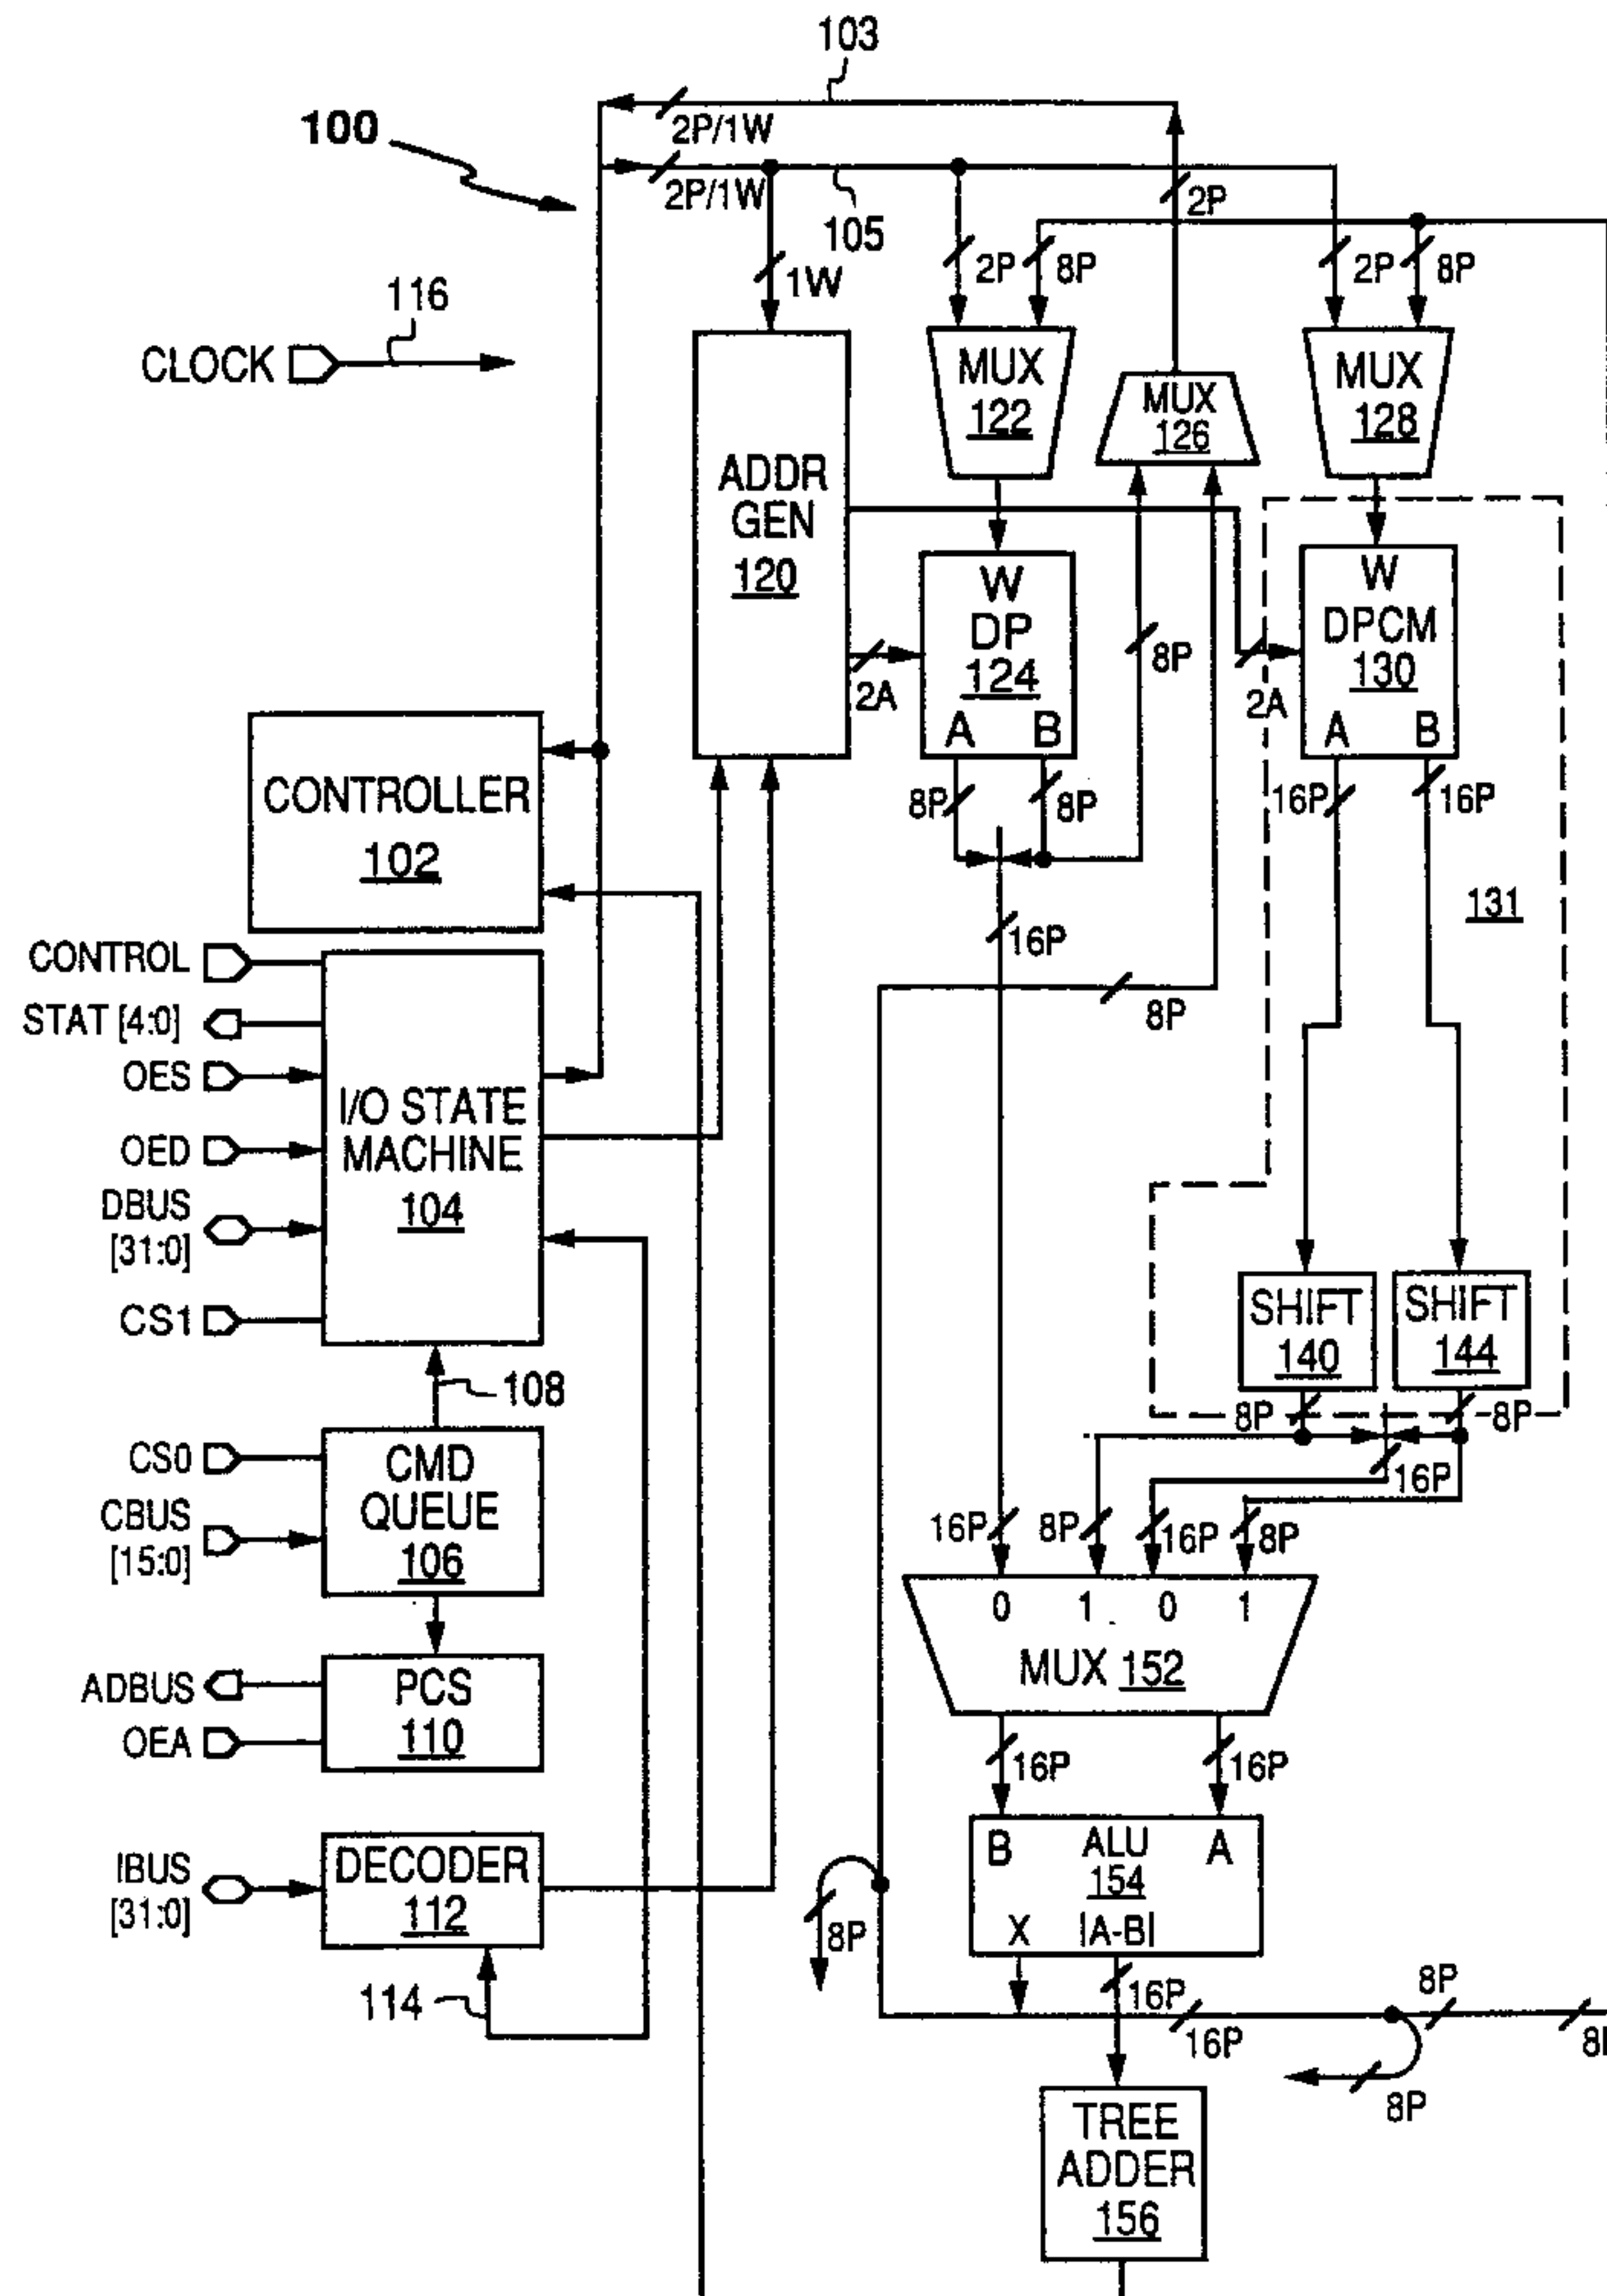 103
100
2P/1W
2P/1W
105
2P
1W
2P
8P
2P
8P
116
CLOCK
MUX
122
MUX
126
MUX
128
ADDR
GEN
120
W
DP
124
A B
2A
8P
W
DPCM
130
A B
2A
8P
8P
16P
16P
CONTROLLER
102
131
16P
8P
CONTROL
STAT [4:0]
OES
OED
DBUS
[31:0]
CS1
I/O STATE
MACHINE
104
SHIFT
140
SHIFT
144
108
8P
8P
16P
CS0
CBUS
[15:0]
CMD
QUEUE
106
16P
8P
16P
8P
0 1 0 1
MUX 152
ADBUS
OEA
PCS
110
16P
16P
IBUS
[31:0]
DECODER
112
B ALU A
154
X |A-B|
8P
114
16P
16P
8P
8P
8P
TREE
ADDER
156